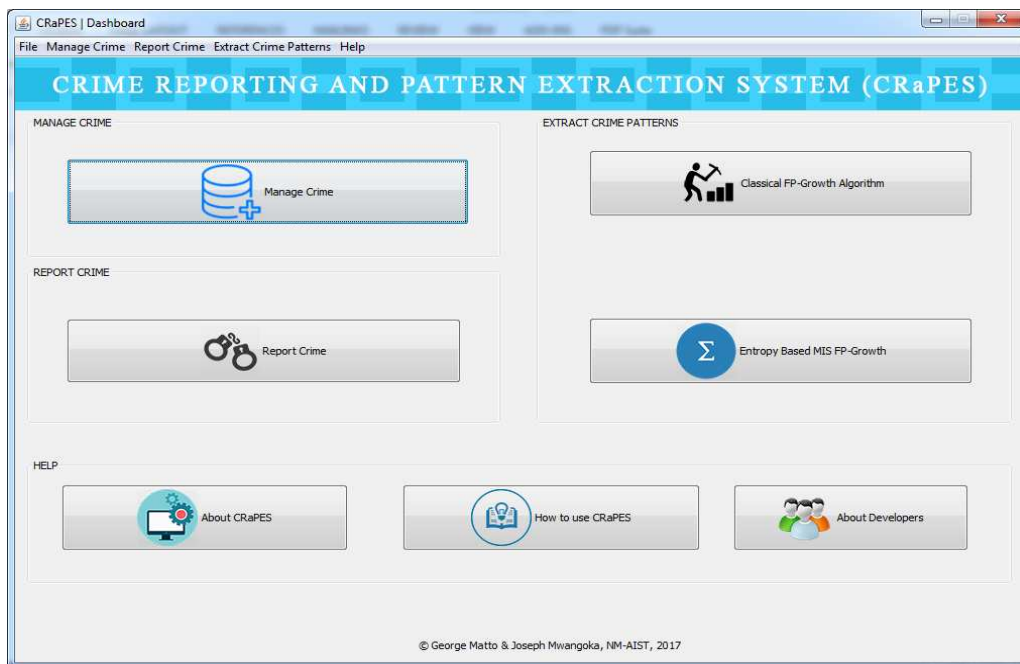 CRaPES | Dashboard
File Manage Crime Report Crime Extract Crime Patterns Help
CRIME REPORTING AND PATTERN EXTRACTION SYSTEM (CRaPES)
MANAGE CRIME
Manage Crime
REPORT CRIME
Report Crime
EXTRACT CRIME PATTERNS
Classical FP-Growth Algorithm
Σ
Entropy Based MIS FP-Growth
HELP
About CRaPES
How to use CRaPES
About Developers
© George Matto & Joseph Mwangoka, NM-AIST, 2017